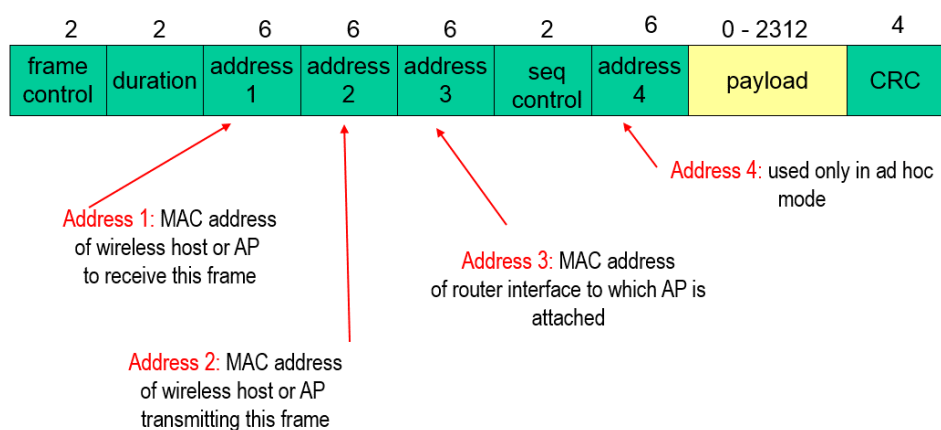 2 2 6 6 6 2 6 0 - 2312 4
frame control
duration
address 1
address 2
address 3
seq control
address 4
payload
CRC
Address 4: used only in ad hoc
mode
Address 1: MAC address
of wireless host or AP
to receive this frame
Address 3: MAC address
of router interface to which AP is
attached
Address 2: MAC address
of wireless host or AP
transmitting this frame